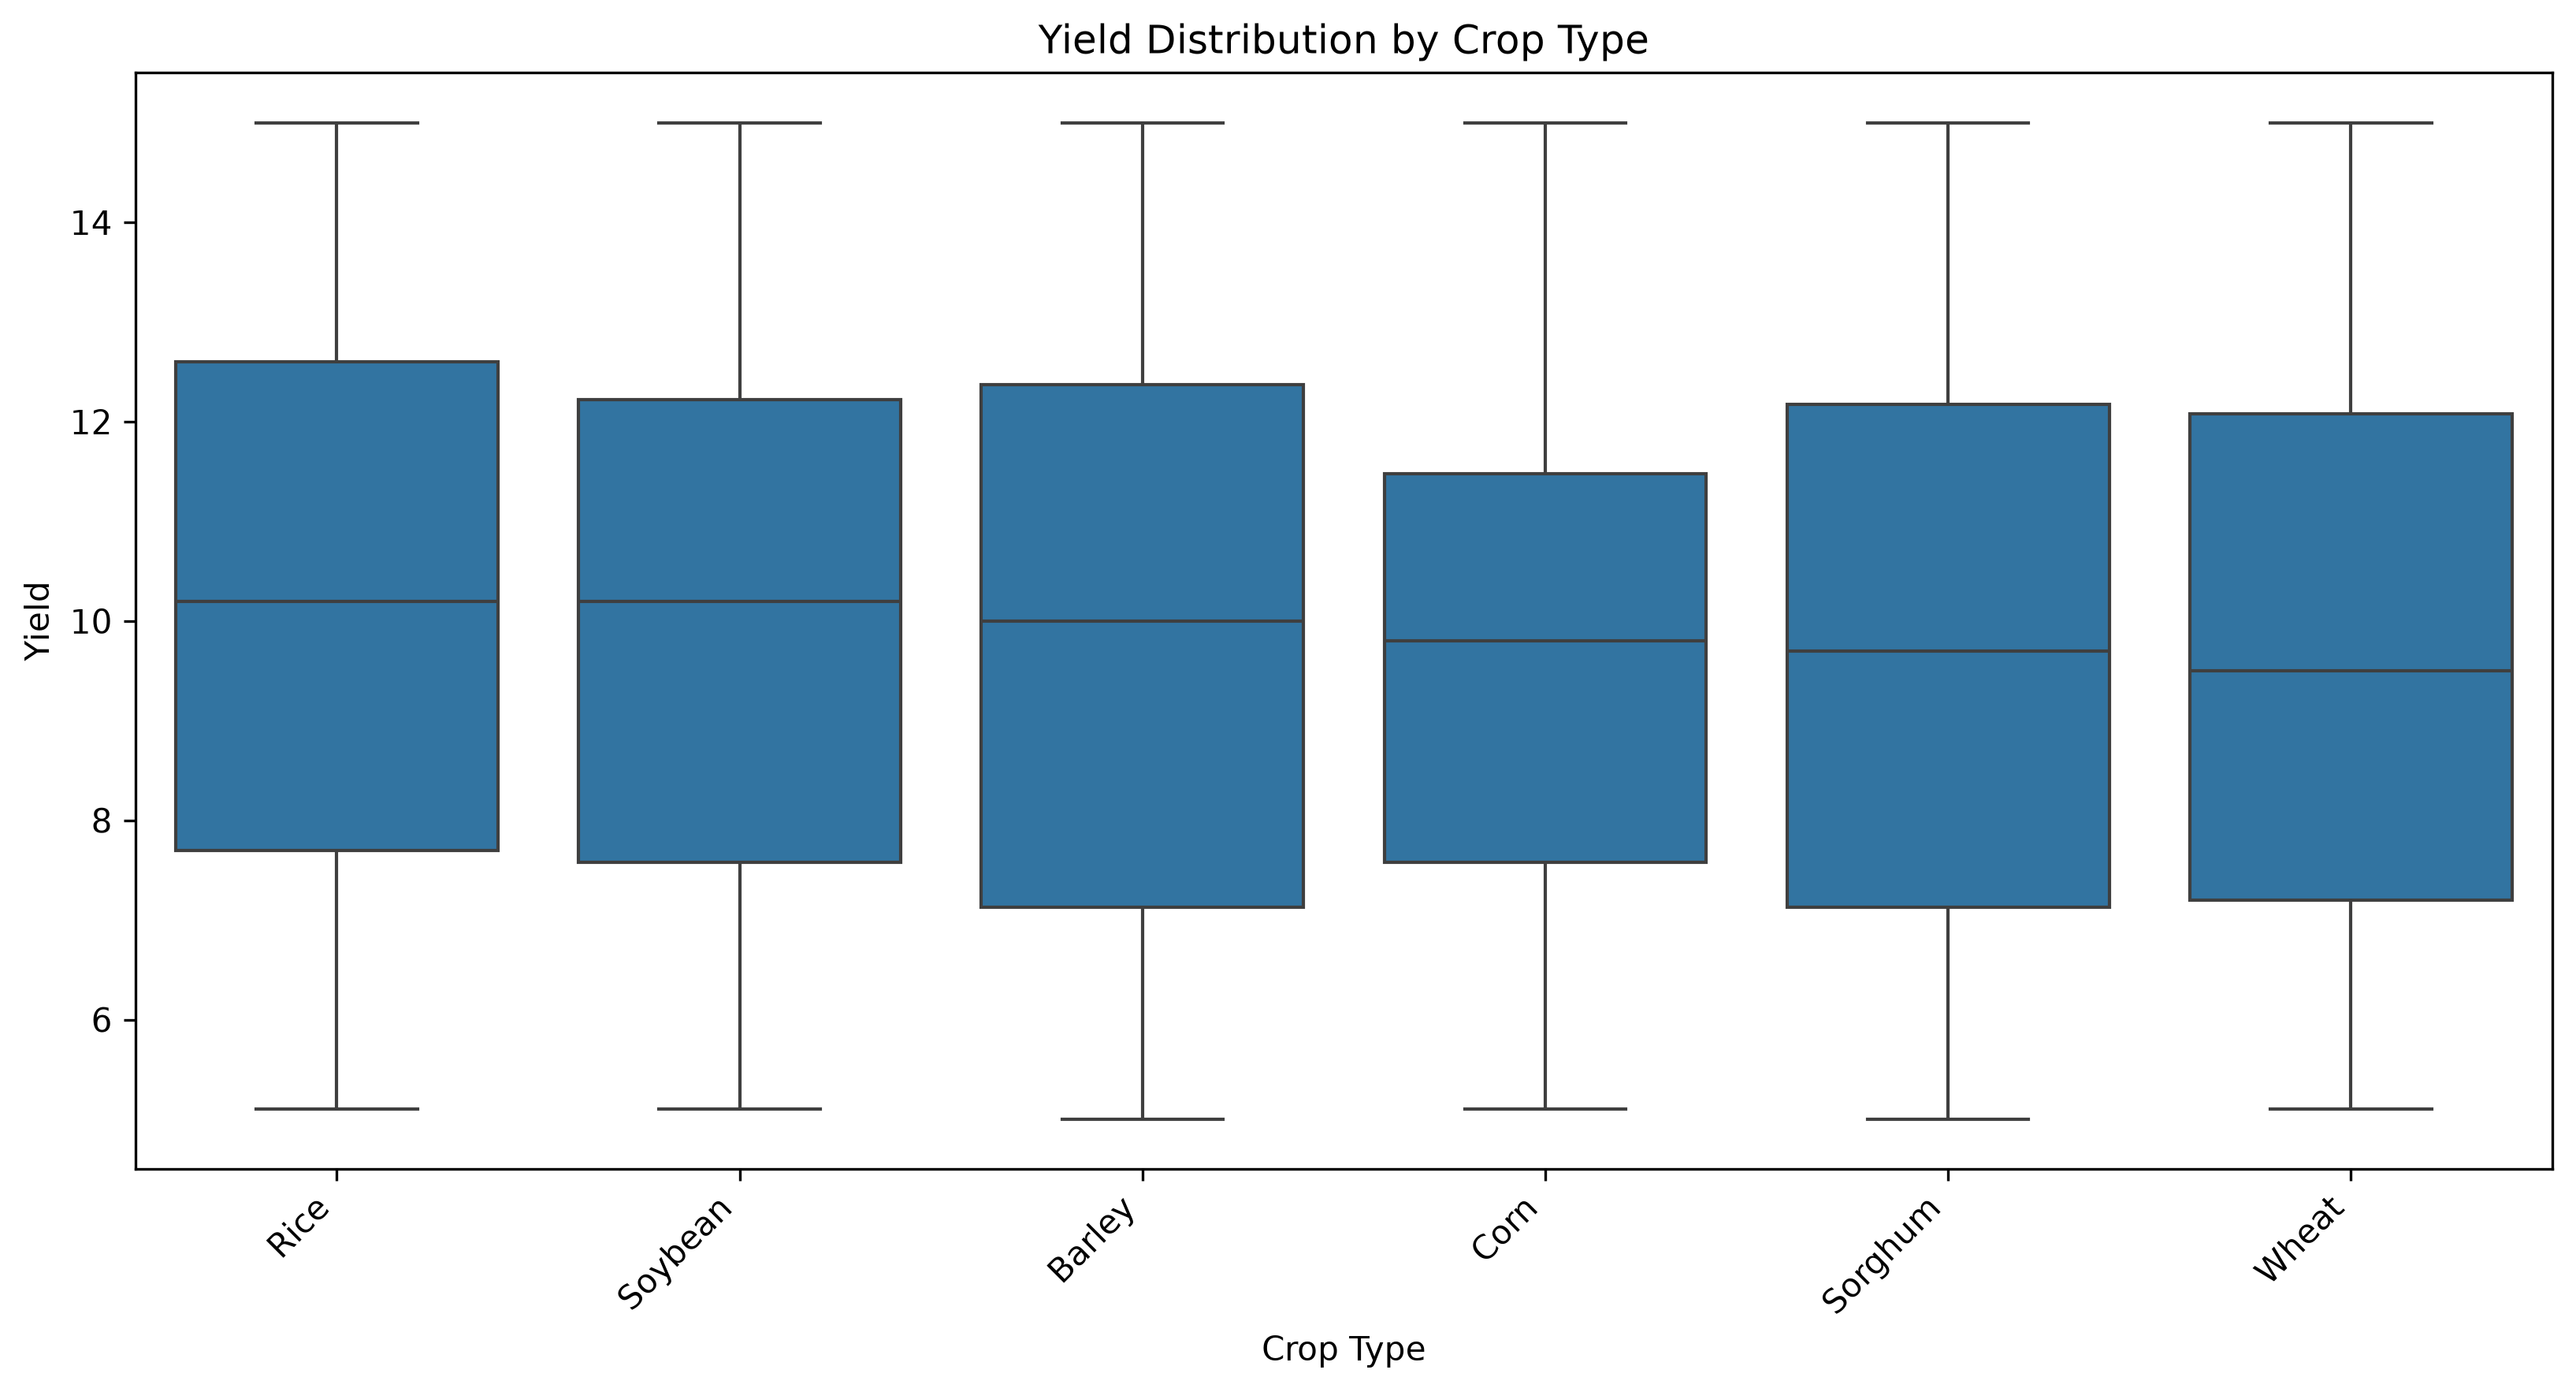 Yield Distribution by Crop Type
Yield
14
12
10
8
6
Rice
Soybean
Barley
Corn
Sorghum
Wheat
Crop Type